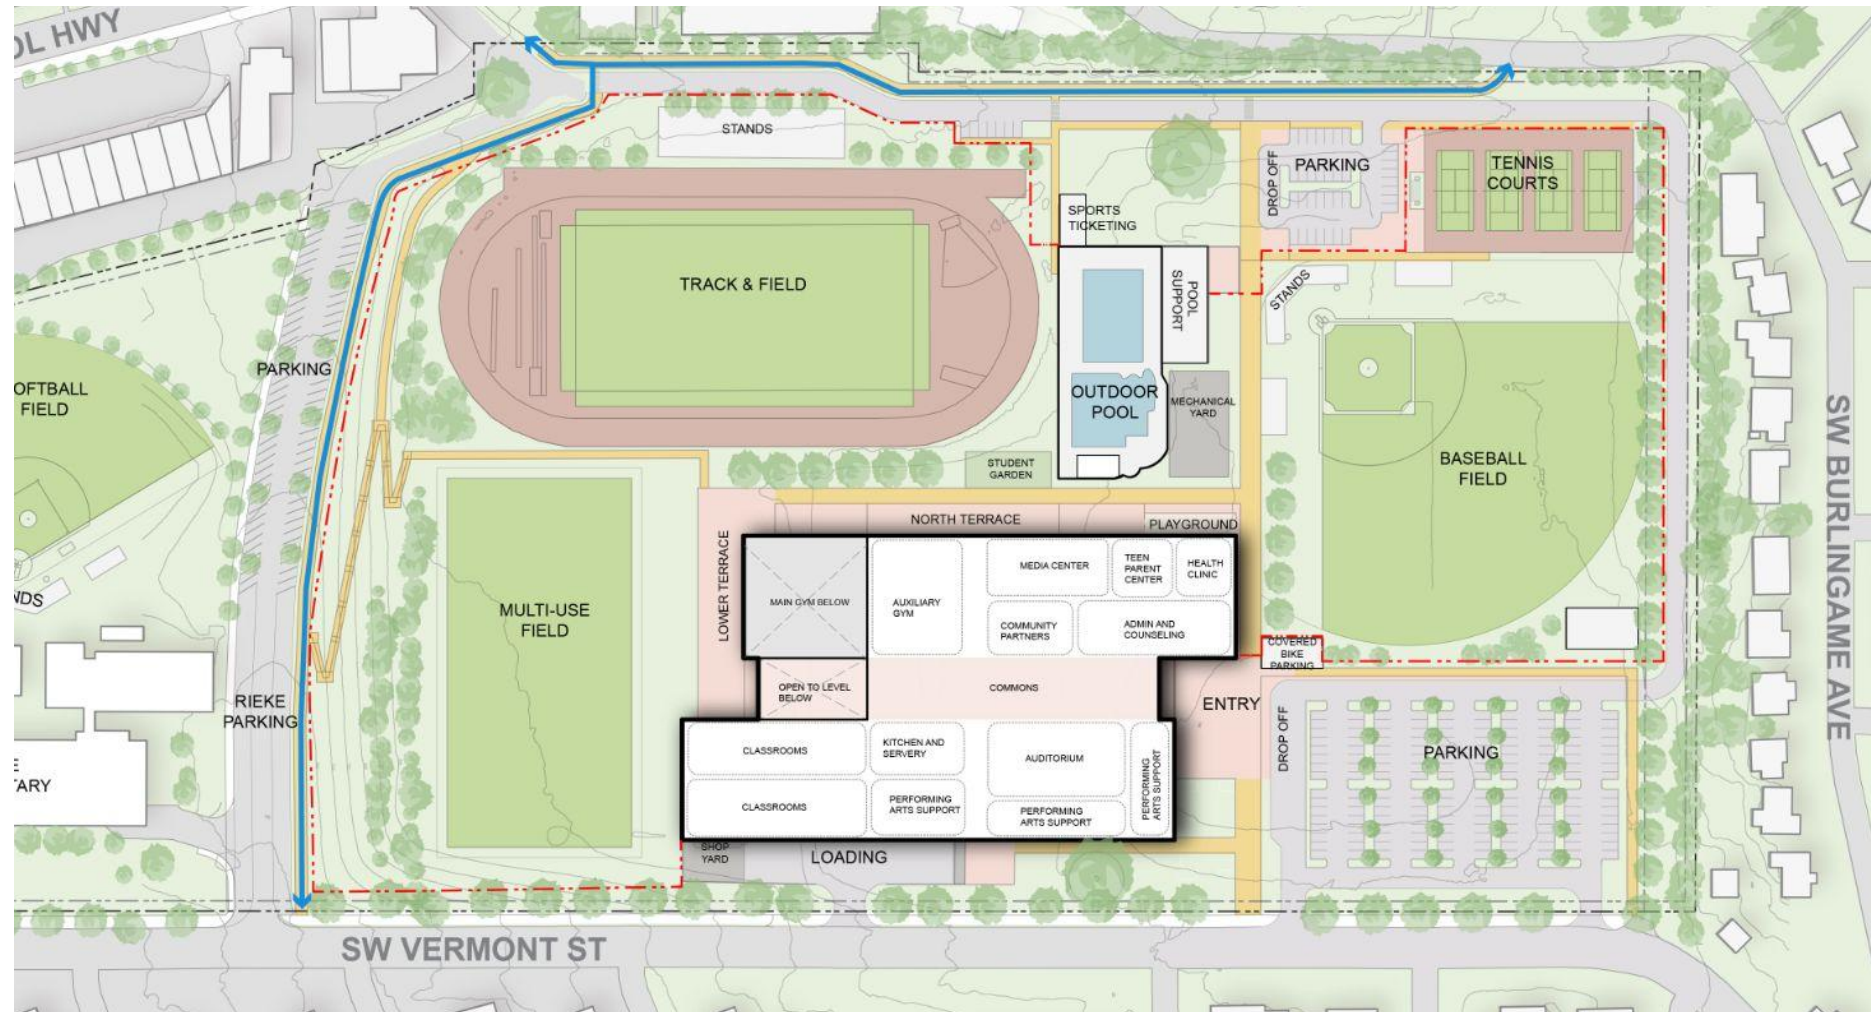 OL HWY
STANDS
PARKING
DROP OFF
TENNIS
COURTS
SPORTS
TICKETING
TRACK & FIELD
POOL
SUPPORT
STANDS
PARKING
OFTBALL
FIELD
OUTDOOR
POOL
MECHANICAL
YARD
SW BURLINGAME AVE
BASEBALL
FIELD
STUDENT
GARDEN
NORTH TERRACE
PLAYGROUND
LOWER TERRACE
MEDIA CENTER
TEEN
PARENT
CENTER
HEALTH
CLINIC
NDS
MULTI-USE
FIELD
MAIN GYM BELOW
AUXILIARY
GYM
COMMUNITY
PARTNERS
ADMIN AND
COUNSELING
COVERED
BIKE
PARKING
OPEN TO LEVEL
BELOW
COMMONS
RIEKE
PARKING
ENTRY
DROP OFF
CLASSROOMS
KITCHEN AND
SERVERY
AUDITORIUM
PERFORMING
ARTS SUPPORT
PARKING
E
TARY
CLASSROOMS
PERFORMING
ARTS SUPPORT
PERFORMING
ARTS SUPPORT
SHOP
YARD
LOADING
SW VERMONT ST